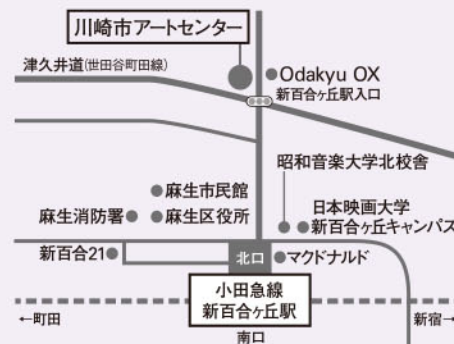 川崎市アートセンター
津久井道(世田谷町田線)
Odakyu OX
新百合ヶ丘駅入口
昭和音楽大学北校舎
麻生市民館
麻生消防署
麻生区役所
日本映画大学
新百合ヶ丘キャンパス
新百合21
北口
マクドナルド
小田急線
新百合ヶ丘駅
←町田
新宿→
南口